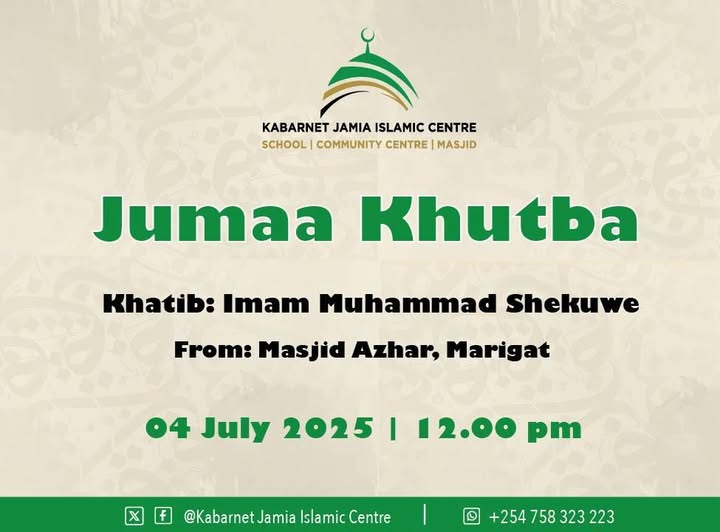 KABARNET JAMIA ISLAMIC CENTRE
SCHOOL | COMMUNITY CENTRE | MASJID
Jumaa Khutba
Khatib: Imam Muhammad Shekuwe
From: Masjid Azhar, Marigat
04 July 2025 | 12.00 pm
@Kabarnet Jamia Islamic Centre | +254 758 323 223